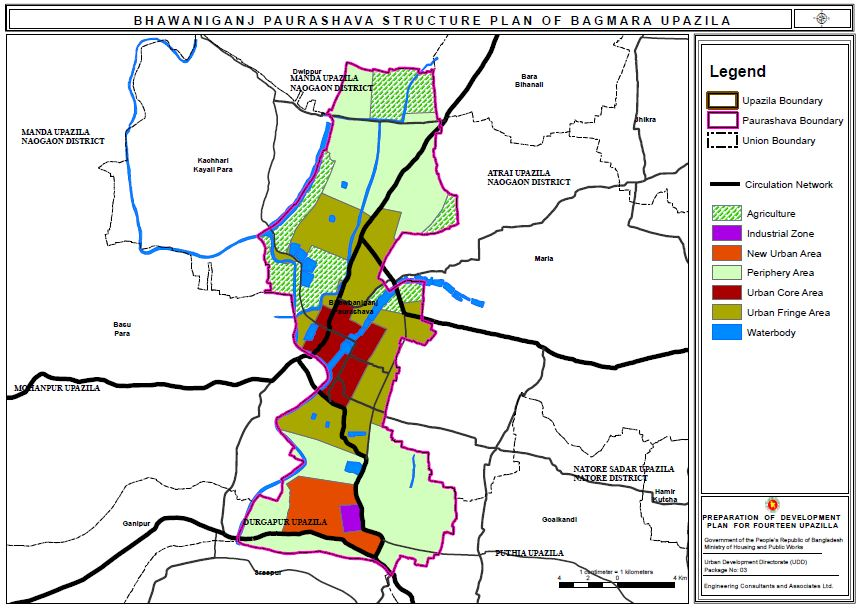 BHAWANIGANJ PAURASHAVA STRUCTURE PLAN OF BAGMARA UPAZILA
Dwippur
MANDA UPAZILA
NAOGAON DISTRICT
Bara
Bihanali
Jhikra
MANDA UPAZILA
NAOGAON DISTRICT
Kaohhari
Kayali Para
ATRAI UPAZILA
NAOGAON DISTRICT
Maria
Bhabaniganj
Paurashava
Basu
Para
MOHANPUR UPAZILA
NATORE SADAR UPAZILA
NATORE DISTRICT
Hamir
Kutsha
Ganipur
DURGAPUR UPAZILA
Goalkandi
PUTHIA UPAZILA
Sreepur
1 centimeter = 1 kilometers
4 2 0 4 Km
Legend
Upazila Boundary
Paurashava Boundary
Union Boundary
Circulation Network
Agriculture
Industrial Zone
New Urban Area
Periphery Area
Urban Core Area
Urban Fringe Area
Waterbody
PREPARATION OF DEVELOPMENT
PLAN FOR FOURTEEN UPAZILLA
Government of the People's Republic of Bangladesh
Ministry of Housing and Public Works
Urban Development Directorate (UDD)
Package No: 03
Engineering Consultants and Associates Ltd.